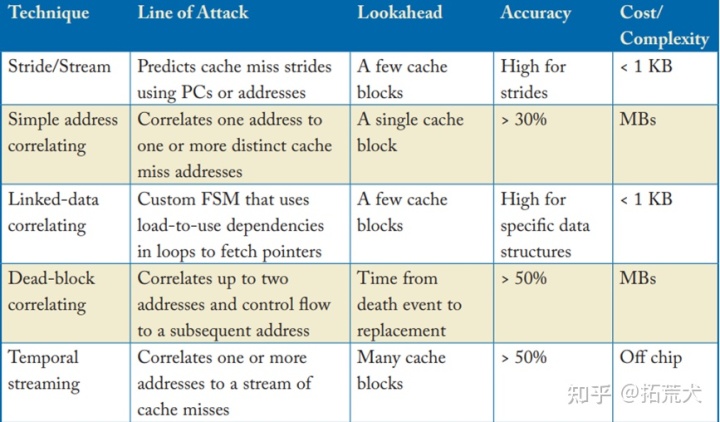 Technique Line of Attack Lookahead Accuracy Cost/
Complexity
Stride/Stream Predicts cache miss strides A few cache High for < 1 KB
using PCs or addresses blocks strides
Simple address Correlates one address to A single cache > 30% MBs
correlating one or more distinct cache block
miss addresses
Linked-data Custom FSM that uses A few cache High for < 1 KB
correlating load-to-use dependencies blocks specific data
in loops to fetch pointers structures
Dead-block Correlates up to two Time from > 50% MBs
correlating addresses and control flow death event to
to a subsequent address replacement
Temporal Correlates one or more Many cache > 50% Off chip
streaming addresses to a stream of blocks
cache misses
知乎 @拓荒犬